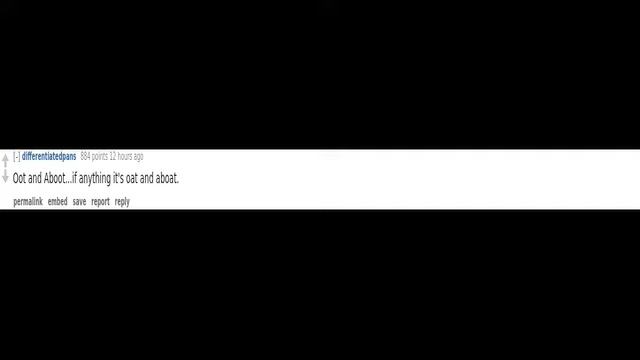 [-] differentiatedpans 884 points 12 hours ago
Oot and Aboot...if anything it's oat and aboat.
permalink embed save report reply